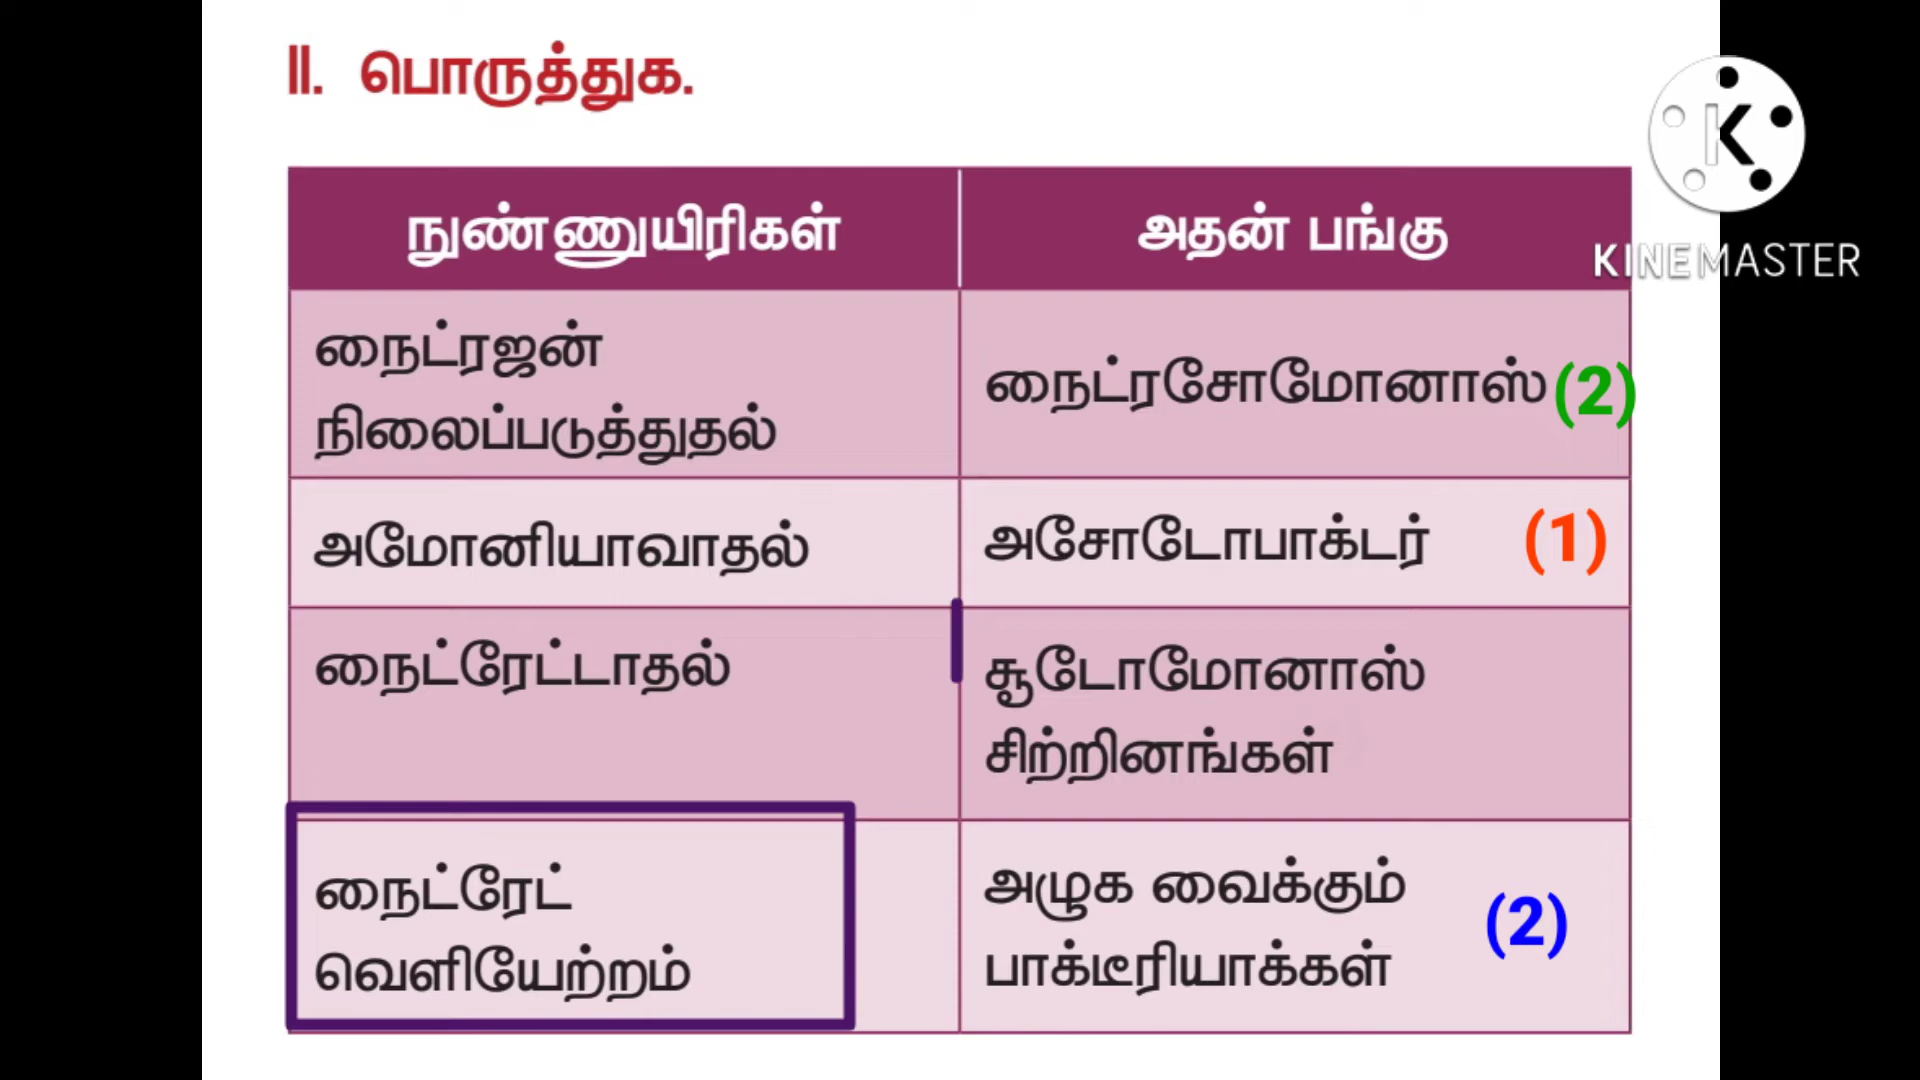 II. பொருத்துக.
நுண்ணுயிரிகள்
அதன் பங்கு
நைட்ரஜன்
நிலைப்படுத்துதல்
நைட்ரசோமோனாஸ் (2)
அமோனியாவாதல்
அசோடோபாக்டர் (1)
நைட்ரேட்டாதல்
சூடோமோனாஸ்
சிற்றினங்கள்
நைட்ரேட்
வெளியேற்றம்
அழுக வைக்கும்
பாக்டீரியாக்கள் (2)
K
KINEMASTER